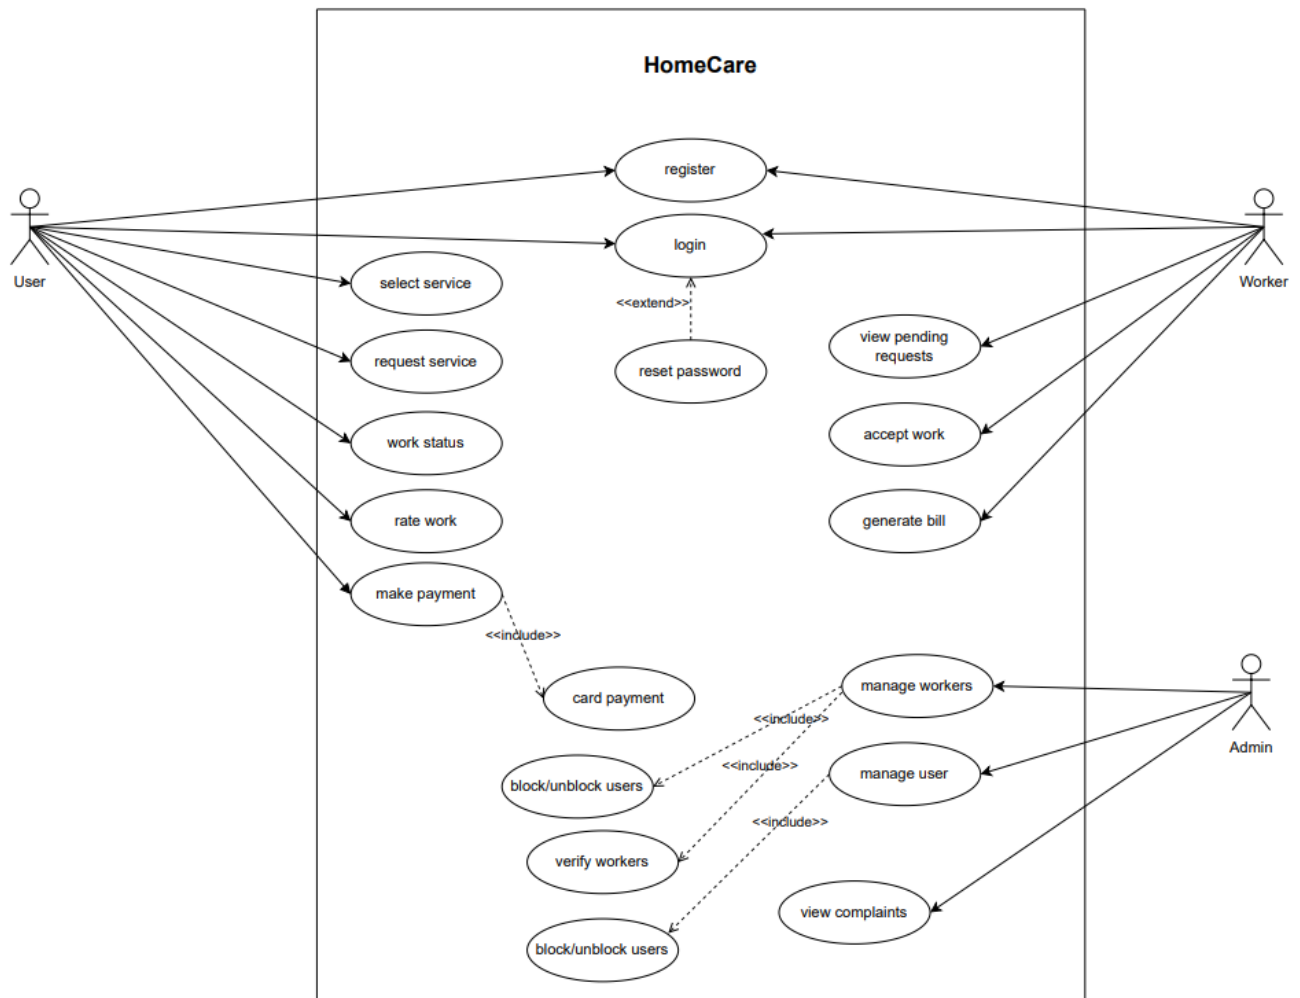 HomeCare
register
login
User
Worker
select service
<<extend>>
view pending
requests
request service
reset password
work status
accept work
rate work
generate bill
make payment
<<include>>
card payment
manage workers
<<include>>
Admin
<<include>>
block/unblock users
manage user
<<include>>
verify workers
view complaints
block/unblock users